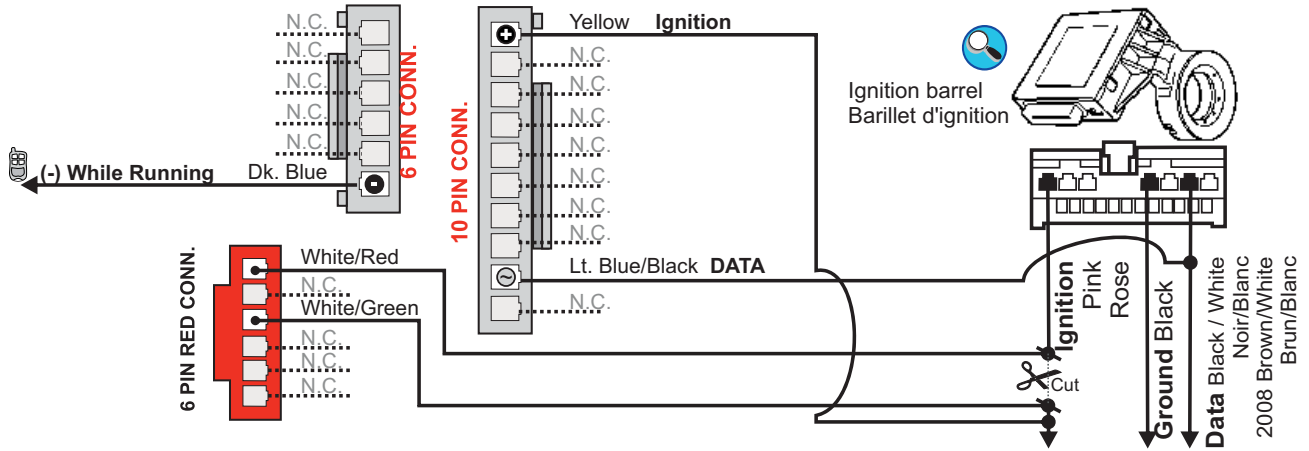 N.C.
N.C.
N.C.
N.C.
N.C.
6 PIN CONN.
(-) While Running Dk. Blue
10 PIN CONN.
Yellow Ignition
N.C.
N.C.
N.C.
N.C.
N.C.
N.C.
N.C.
Lt. Blue/Black DATA
N.C.
6 PIN RED CONN.
White/Red
N.C.
White/Green
N.C.
N.C.
N.C.
Ignition barrel
Barillet d'ignition
Ignition
Pink
Rose
Cut
Ground Black
Data Black / White
Noir/Blanc
2008 Brown/White
Brun/Blanc